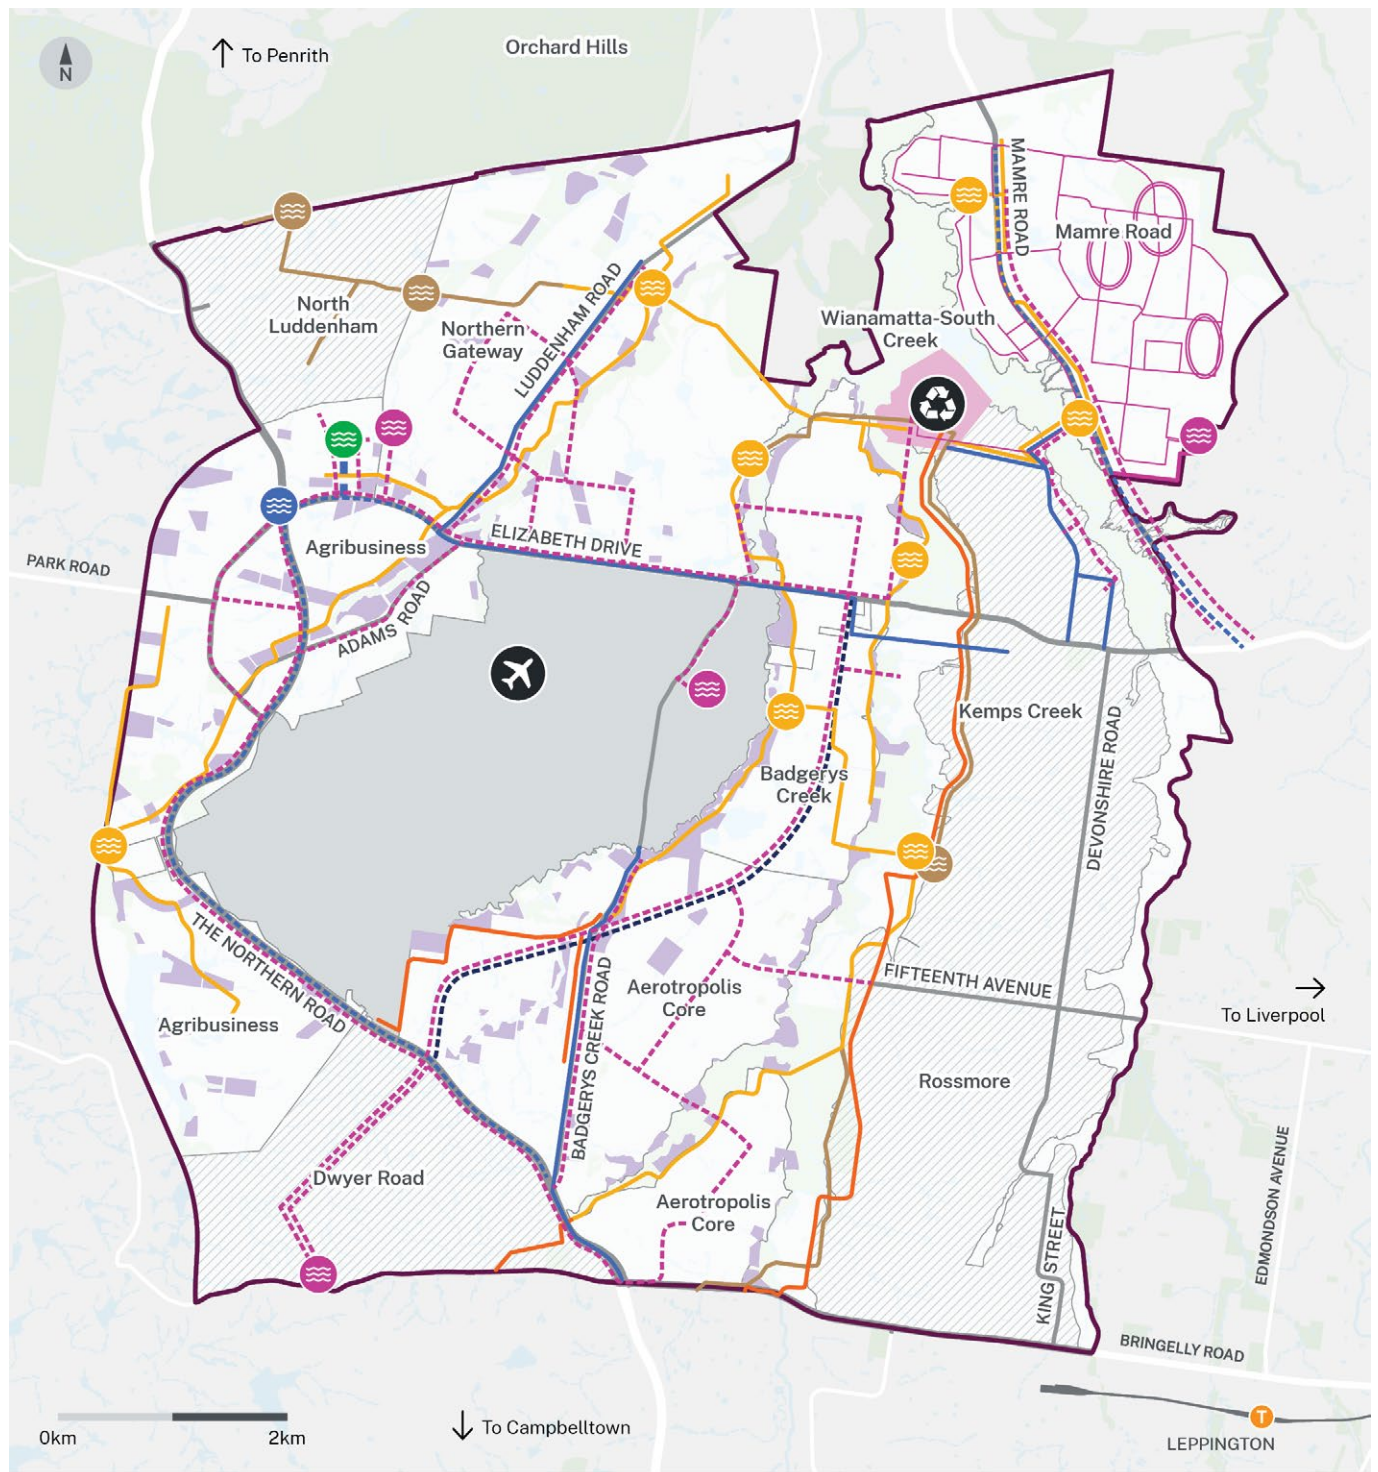 Orchard Hills
To Penrith
N
MAMRE ROAD
Mamre Road
North
Luddenham
Northern
Gateway
LUDDENHAM ROAD
Wianamatta-South
Creek
ELIZABETH DRIVE
Agribusiness
PARK ROAD
ADAMS ROAD
Kemps Creek
DEVONSHIRE ROAD
Badgerys
Creek
THE NORTHERN ROAD
FIFTEENTH AVENUE
Aerotropolis
Core
BADGERYS CREEK ROAD
To Liverpool
Agribusiness
Rossmore
Dwyer Road
Aerotropolis
Core
EDMONDSON AVENUE
KING STREET
BRINGELLY ROAD
0km
2km
To Campbelltown
T
LEPPINGTON